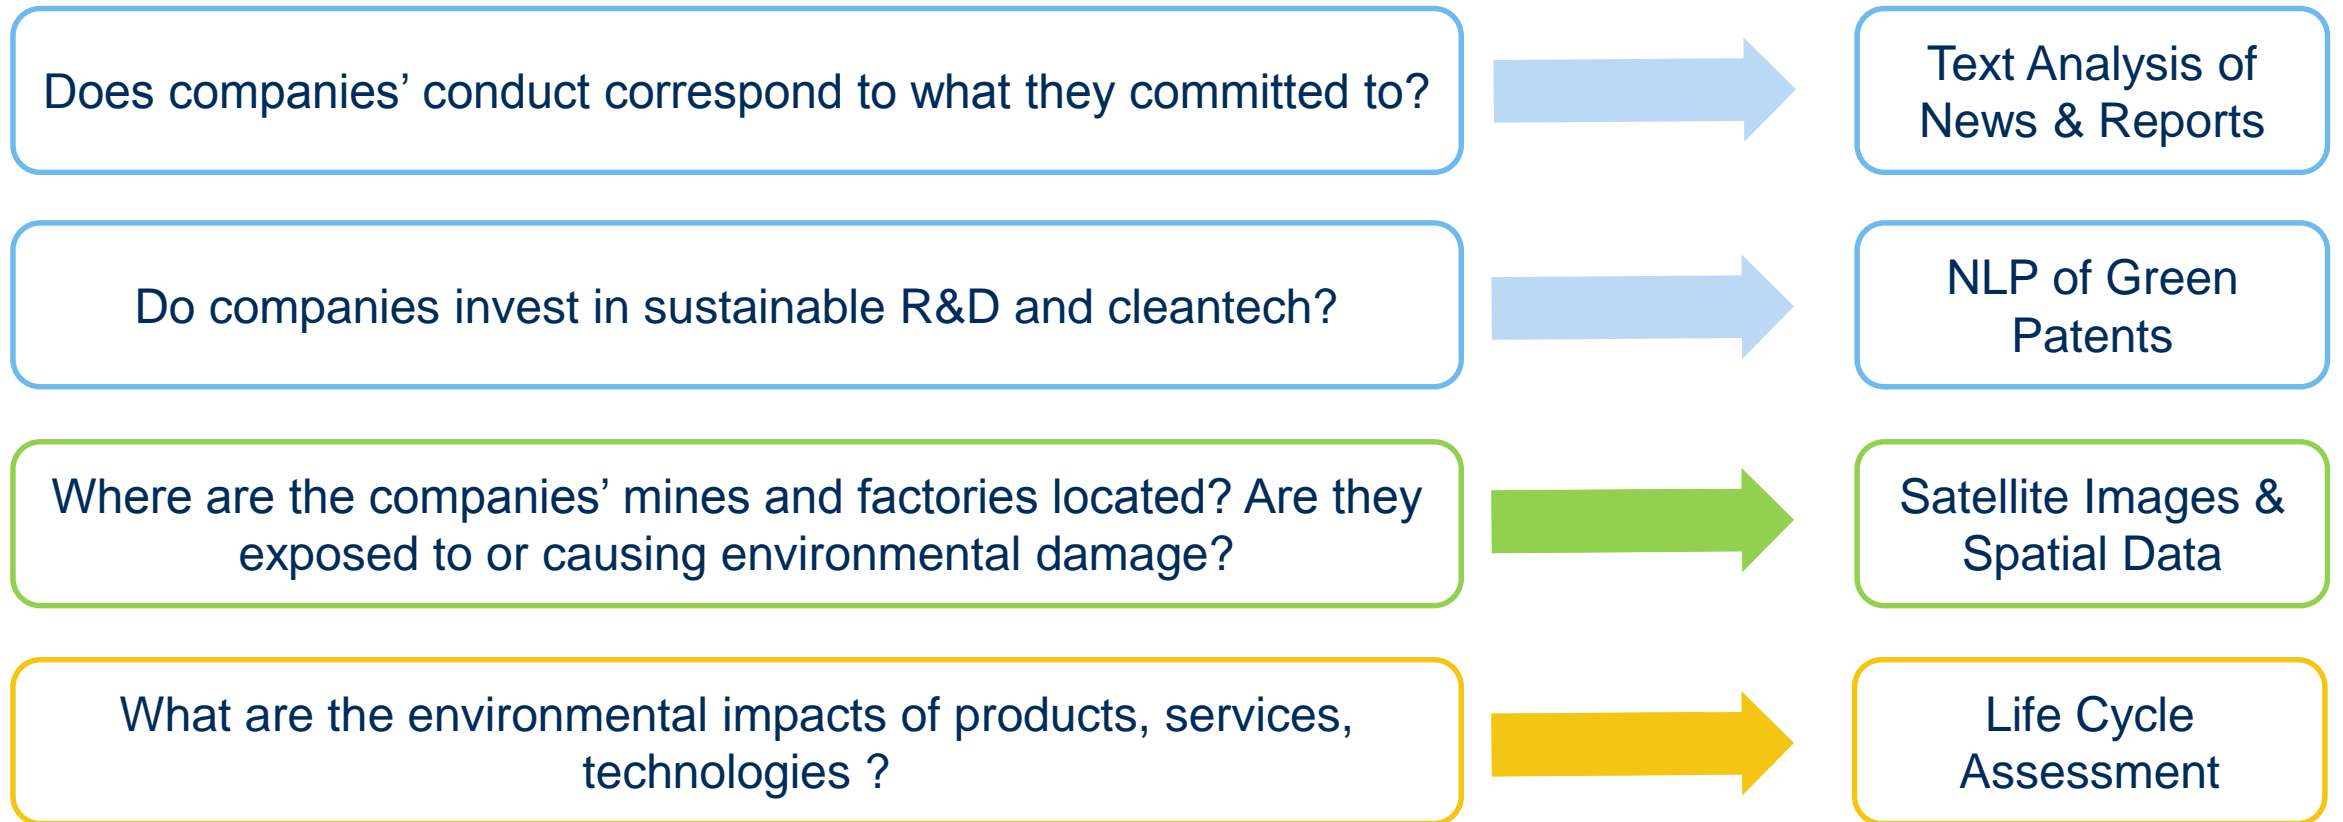 Does companies’ conduct correspond to what they committed to?
Text Analysis of
News & Reports
Do companies invest in sustainable R&D and cleantech?
NLP of Green
Patents
Where are the companies’ mines and factories located? Are they
exposed to or causing environmental damage?
Satellite Images &
Spatial Data
What are the environmental impacts of products, services,
technologies ?
Life Cycle
Assessment